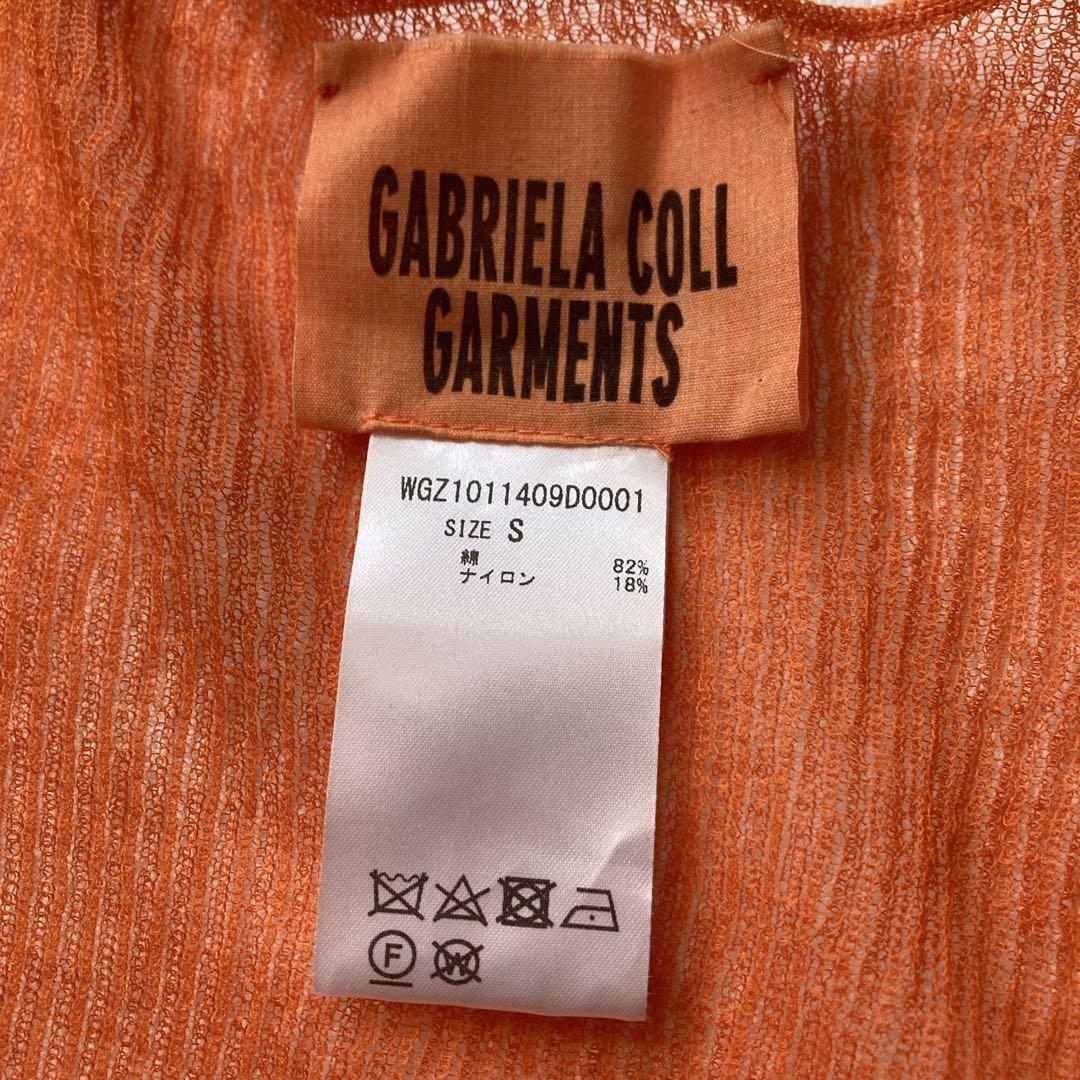 GABRIELA COLL
GARMENTS
WGZ1011409D0001
SIZE S
綿 82%
ナイロン 18%
F W